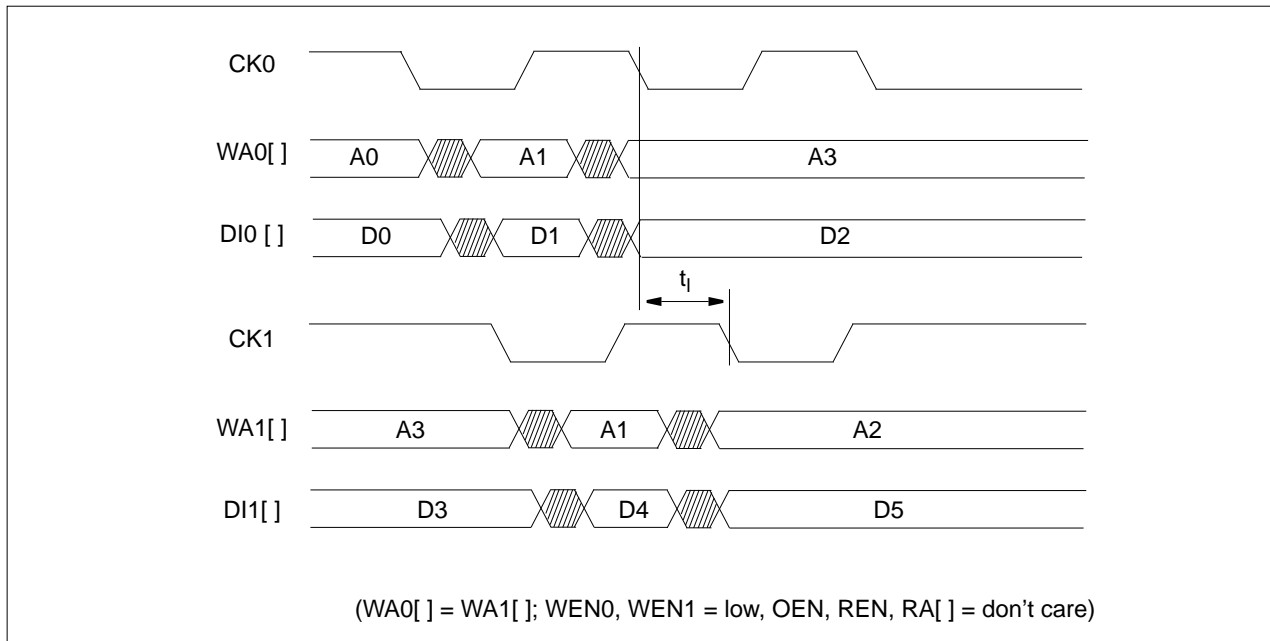 CK0
WA0[ ] A0 A1 A3
DI0 [ ] D0 D1 D2
tI
CK1
WA1[ ] A3 A1 A2
DI1[ ] D3 D4 D5
(WA0[ ] = WA1[ ]; WEN0, WEN1 = low, OEN, REN, RA[ ] = don't care)